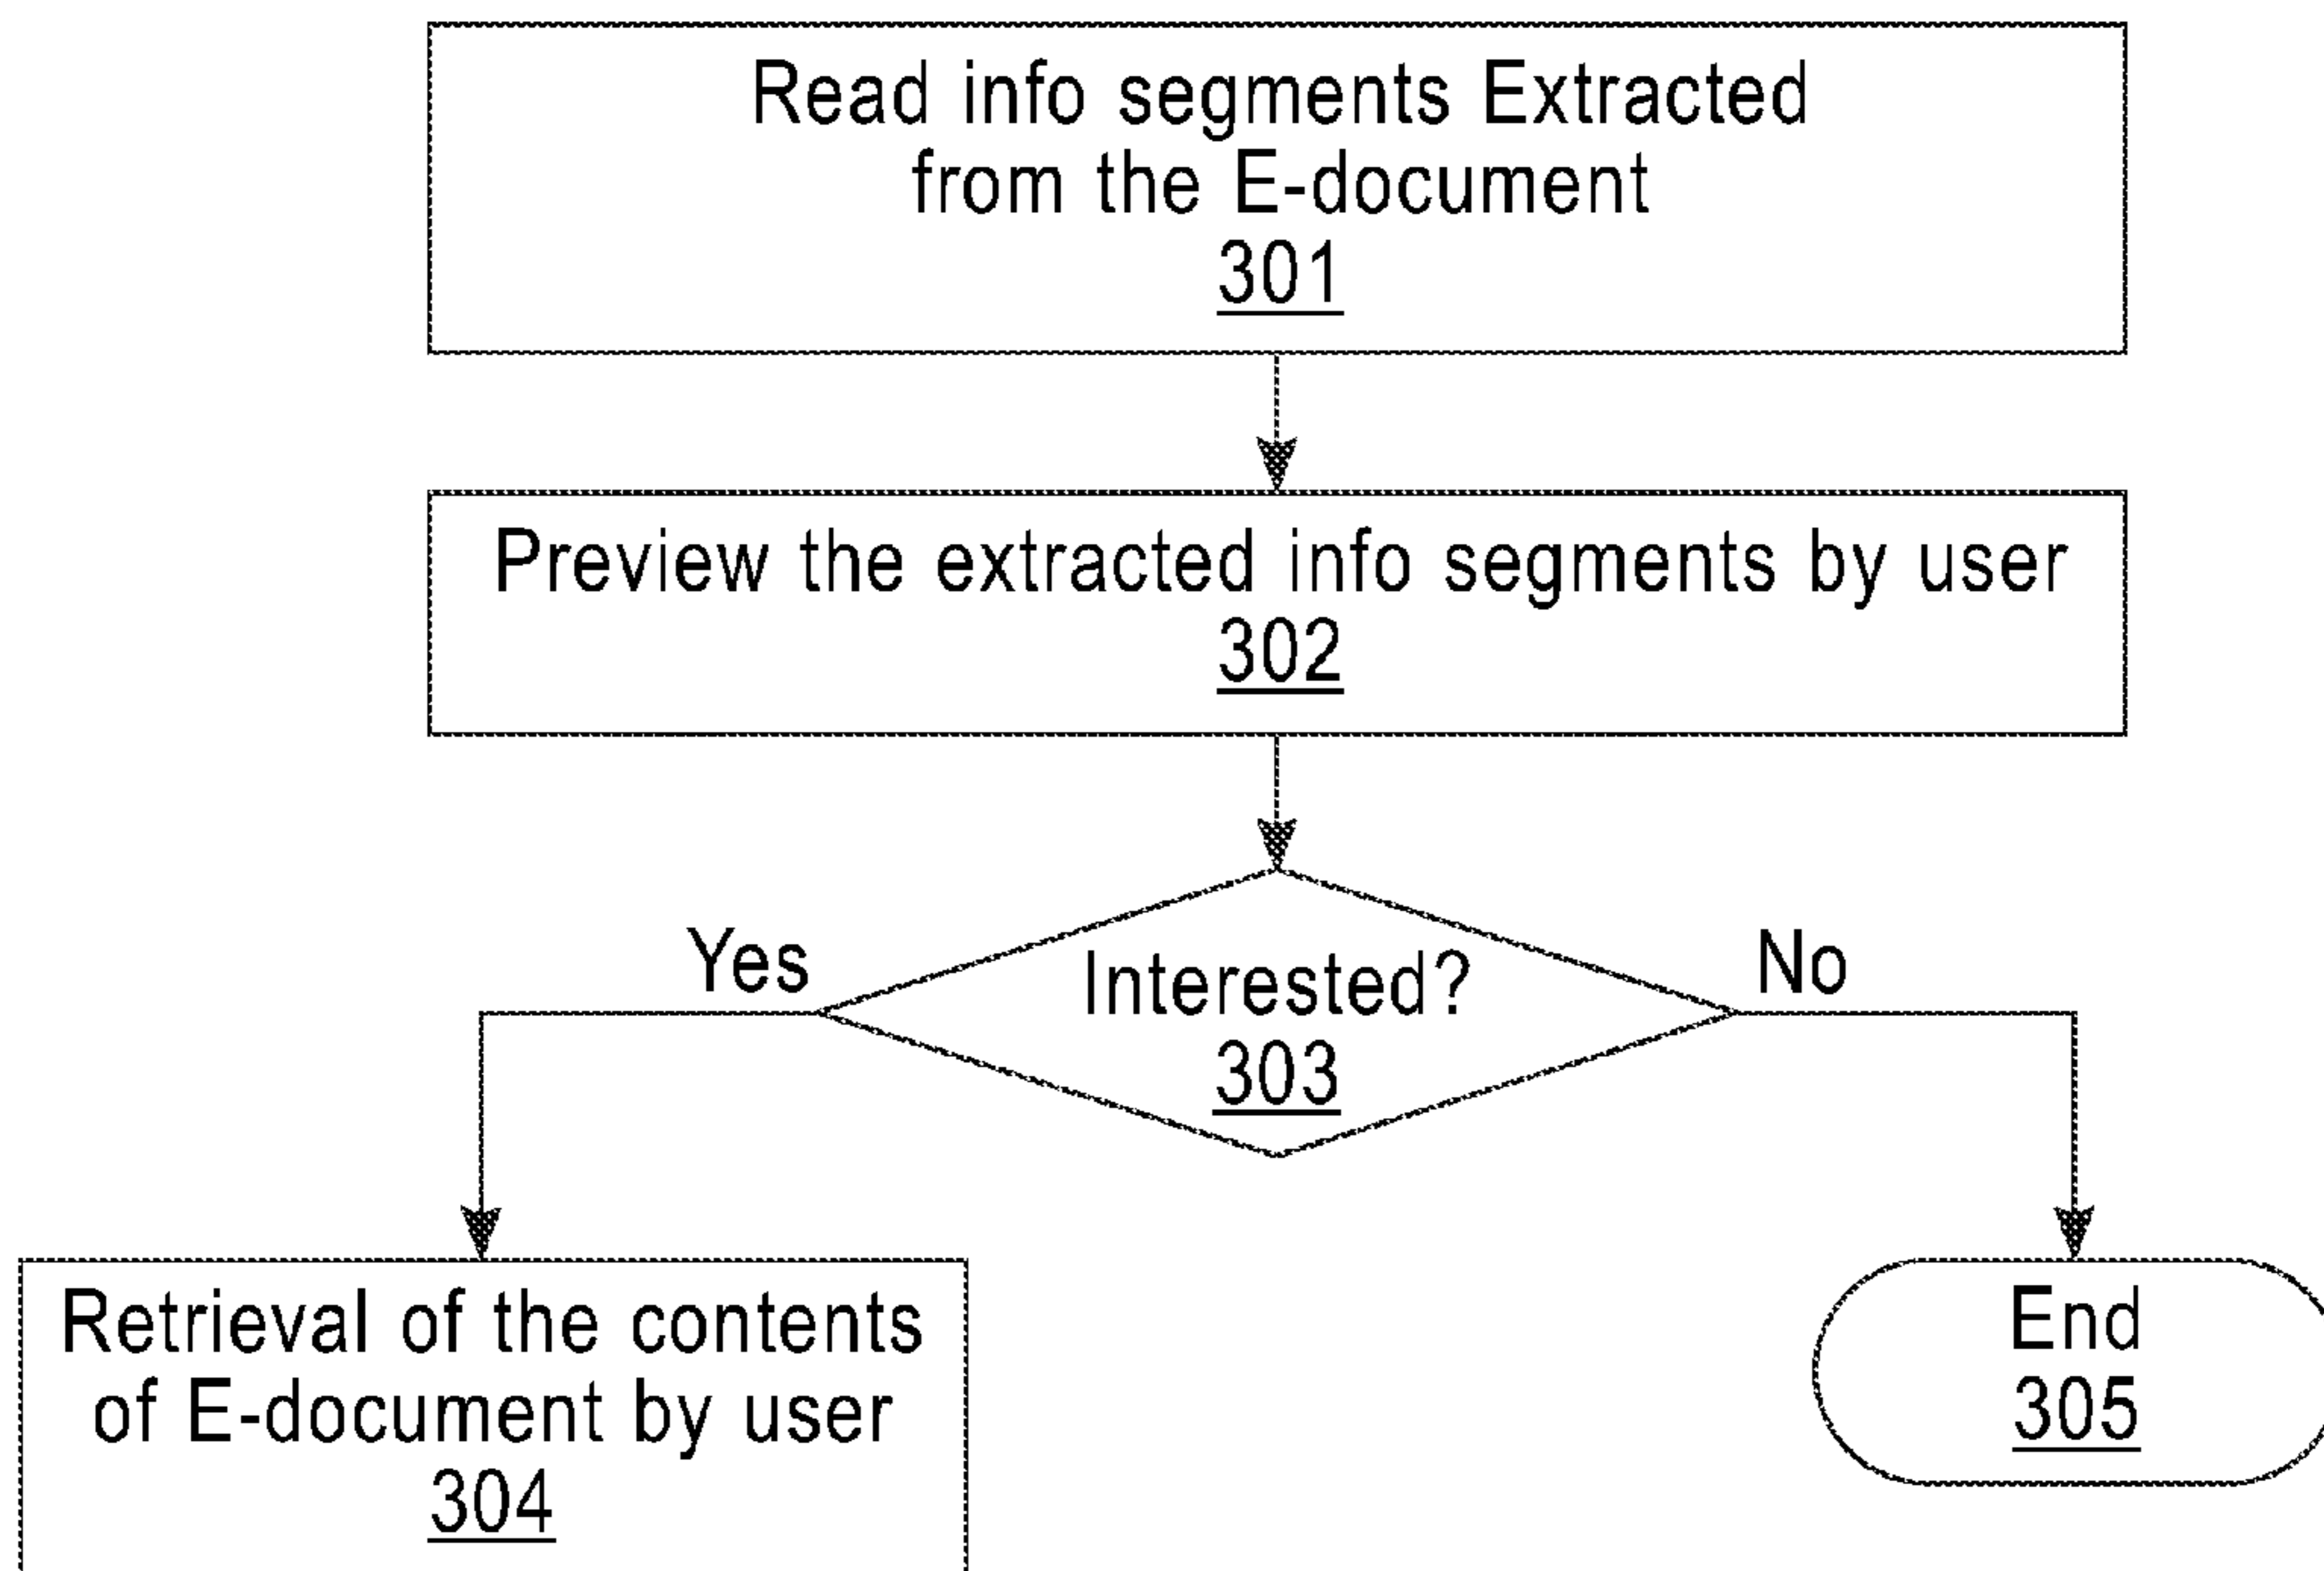 Read info segments Extracted
from the E-document
301
Preview the extracted info segments by user
302
Yes
Interested?
No
303
Retrieval of the contents
of E-document by user
304
End
305